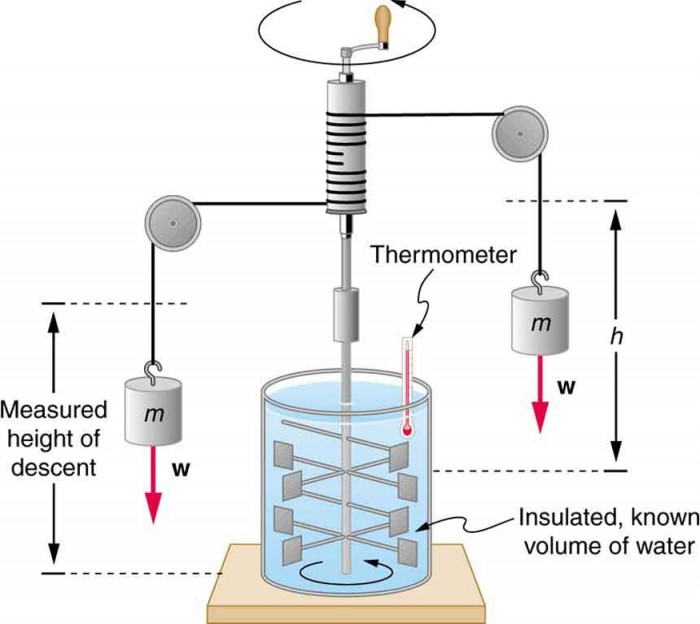 Thermometer
m
w
h
Measured
height of
descent
m
w
Insulated, known
volume of water